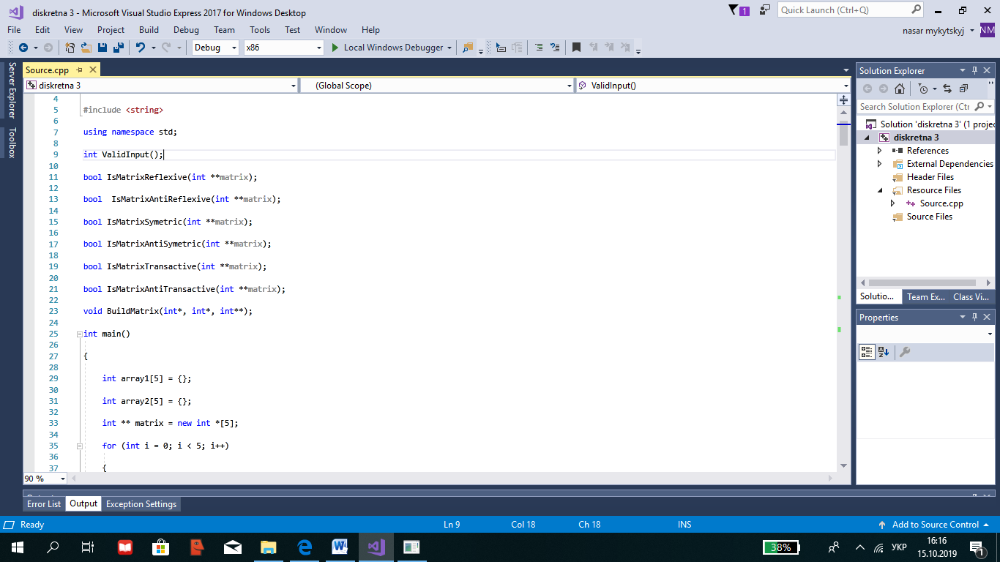 diskretna 3 - Microsoft Visual Studio Express 2017 for Windows Desktop
1
Quick Launch (Ctrl+Q)
File Edit View Project Build Debug Team Tools Test Window Help
nasar mykytskyj NM
Debug x86 Local Windows Debugger
Server Explorer
Toolbox
Source.cpp
diskretna 3 (Global Scope) ValidInput()
4
5 #include <string>
6
7 using namespace std;
8
9 int ValidInput();
10
11 bool IsMatrixReflexive(int **matrix);
12
13 bool  IsMatrixAntiReflexive(int **matrix);
14
15 bool IsMatrixSymetric(int **matrix);
16
17 bool IsMatrixAntiSymetric(int **matrix);
18
19 bool IsMatrixTransactive(int **matrix);
20
21 bool IsMatrixAntiTransactive(int **matrix);
22
23 void BuildMatrix(int*, int*, int**);
24
25 int main()
26
27 {
28
29 int array1[5] = {};
30
31 int array2[5] = {};
32
33 int ** matrix = new int *[5];
34
35 for (int i = 0; i < 5; i++)
36
37 {
90 %
Solution Explorer
Search Solution Explorer (Ctr
Solution 'diskretna 3' (1 projec
diskretna 3
References
External Dependencies
Header Files
Resource Files
Source.cpp
Source Files
Solutio... Team Ex... Class Vi...
Properties
Error List Output Exception Settings
Ready Ln 9 Col 18 Ch 18 INS Add to Source Control
38% УКР 16:16
15.10.2019
1